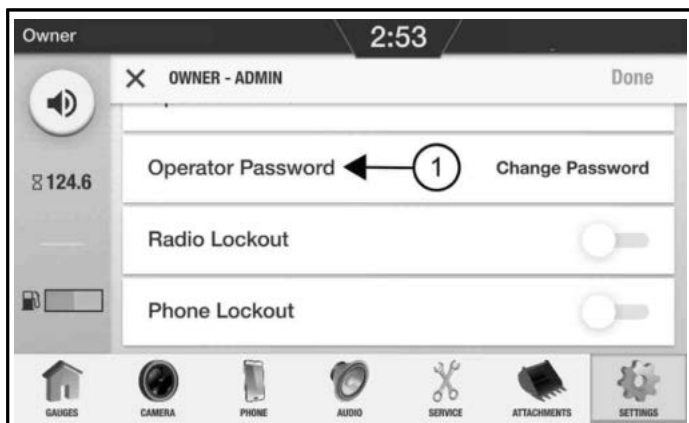 Owner
2:53
OWNER - ADMIN
Done
124.6
Operator Password
1
Change Password
Radio Lockout
Phone Lockout
GAUGES
CAMERA
PHONE
AUDIO
SERVICE
ATTACHMENTS
SETTINGS